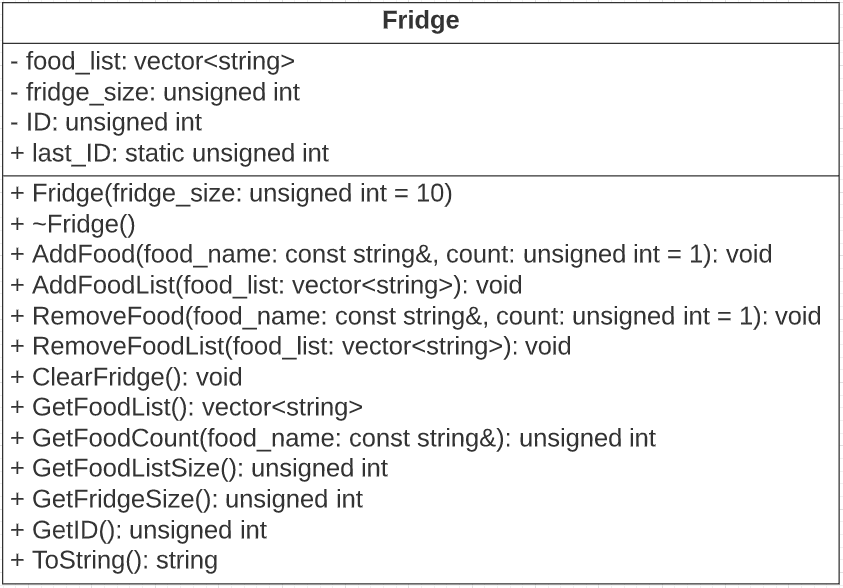 Fridge
- food_list: vector<string>
- fridge_size: unsigned int
- ID: unsigned int
+ last_ID: static unsigned int
+ Fridge(fridge_size: unsigned int = 10)
+ ~Fridge()
+ AddFood(food_name: const string&, count: unsigned int = 1): void
+ AddFoodList(food_list: vector<string>): void
+ RemoveFood(food_name: const string&, count: unsigned int = 1): void
+ RemoveFoodList(food_list: vector<string>): void
+ ClearFridge(): void
+ GetFoodList(): vector<string>
+ GetFoodCount(food_name: const string&): unsigned int
+ GetFoodListSize(): unsigned int
+ GetFridgeSize(): unsigned int
+ GetID(): unsigned int
+ ToString(): string